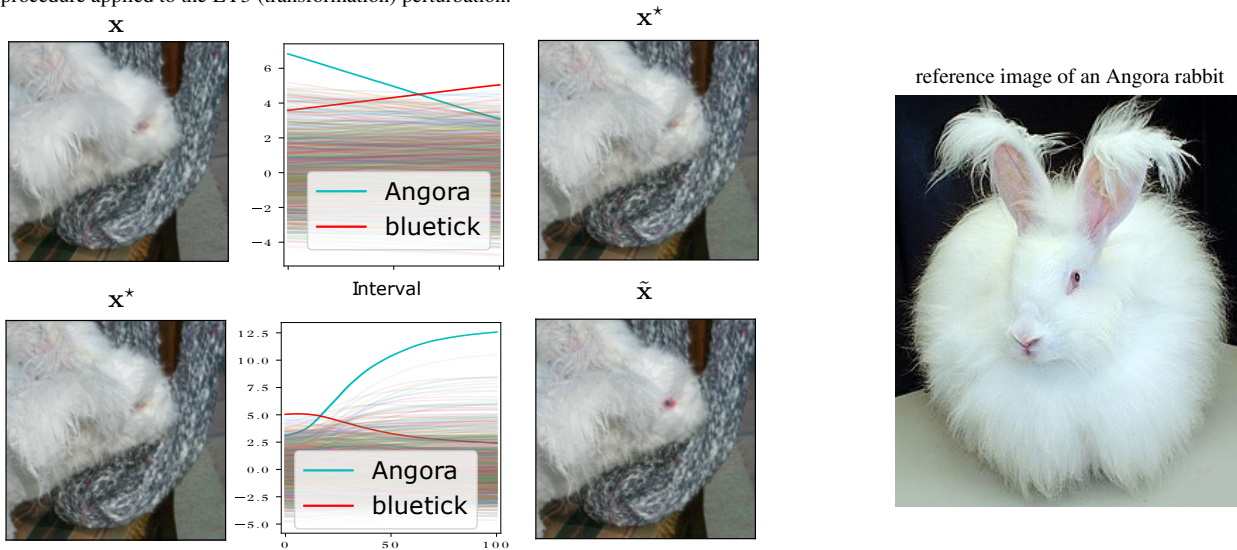 procedure applied to the LT3 (transformation) perturbation.
x
x⋆
6
4
2
0
−2
−4
Angora
bluetick
Interval
reference image of an Angora rabbit
x⋆
x̃
12.5
10.0
7.5
5.0
2.5
0.0
−2.5
−5.0
Angora
bluetick
0
50
100